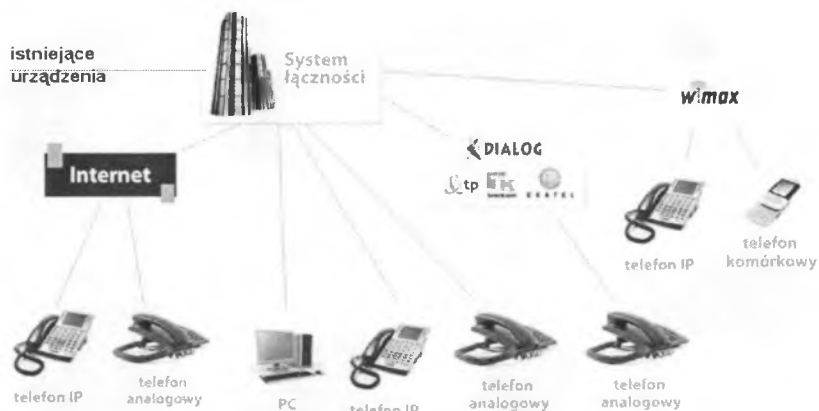 istniejące
urządzenia
System
łączności
wimax
DIALOG
tp
Internet
telefon IP
telefon
komórkowy
telefon IP
telefon
analogowy
PC
telefon IP
telefon
analogowy
telefon
analogowy